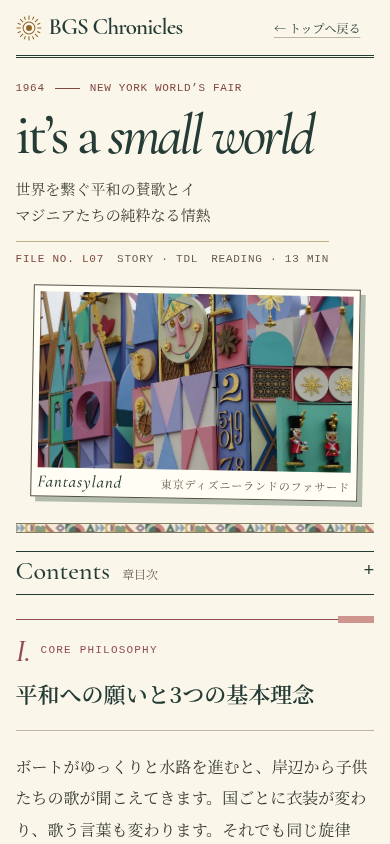 BGS Chronicles
← トップへ戻る
1964 — NEW YORK WORLD’S FAIR
it’s a small world
世界を繋ぐ平和の賛歌とイ
マジニアたちの純粋なる情熱
FILE NO. L07 STORY · TDL READING · 13 MIN
2
5 19
7 8
Fantasyland 東京ディズニーランドのファサード
Contents 章目次 +
I. CORE PHILOSOPHY
平和への願いと3つの基本理念
ボートがゆっくりと水路を進むと、岸辺から子供
たちの歌が聞こえてきます。国ごとに衣装が変わ
り、歌う言葉も変わります。それでも同じ旋律